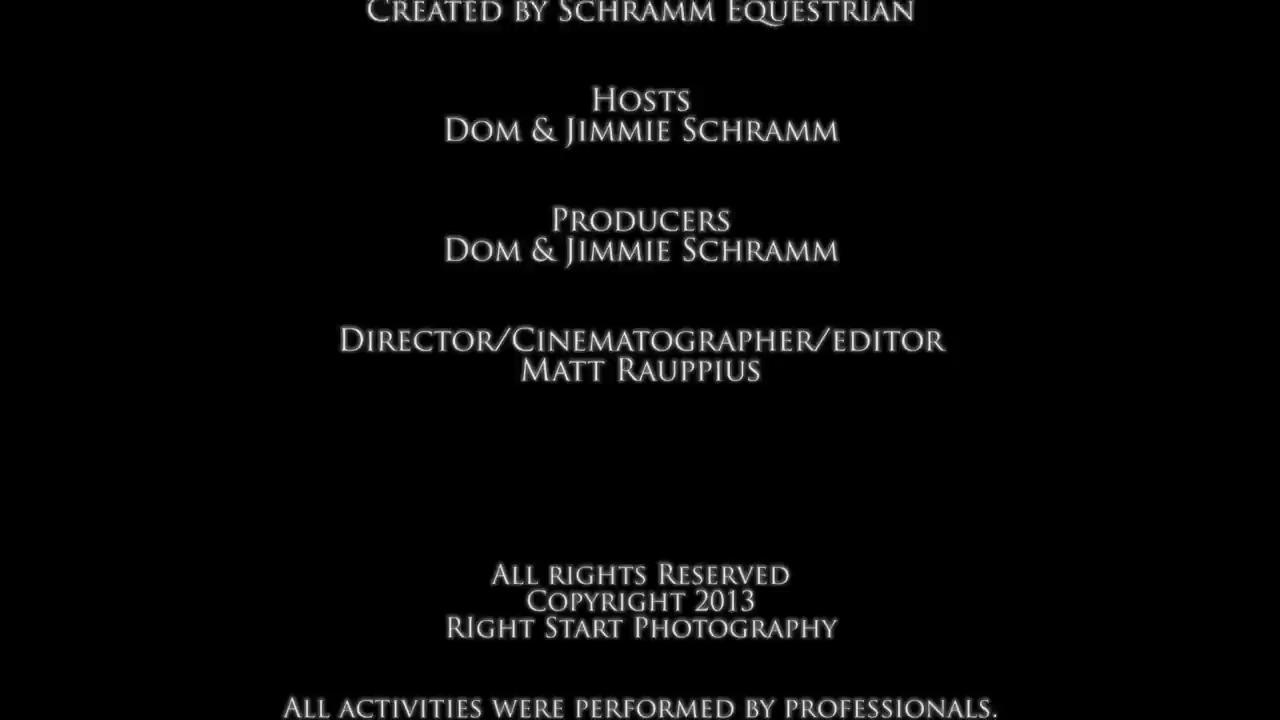 Created by Schramm Equestrian
Hosts
Dom & Jimmie Schramm
Producers
Dom & Jimmie Schramm
Director/Cinematographer/editor
Matt Rauppius
All rights Reserved
Copyright 2013
RIght Start Photography
All activities were performed by professionals.